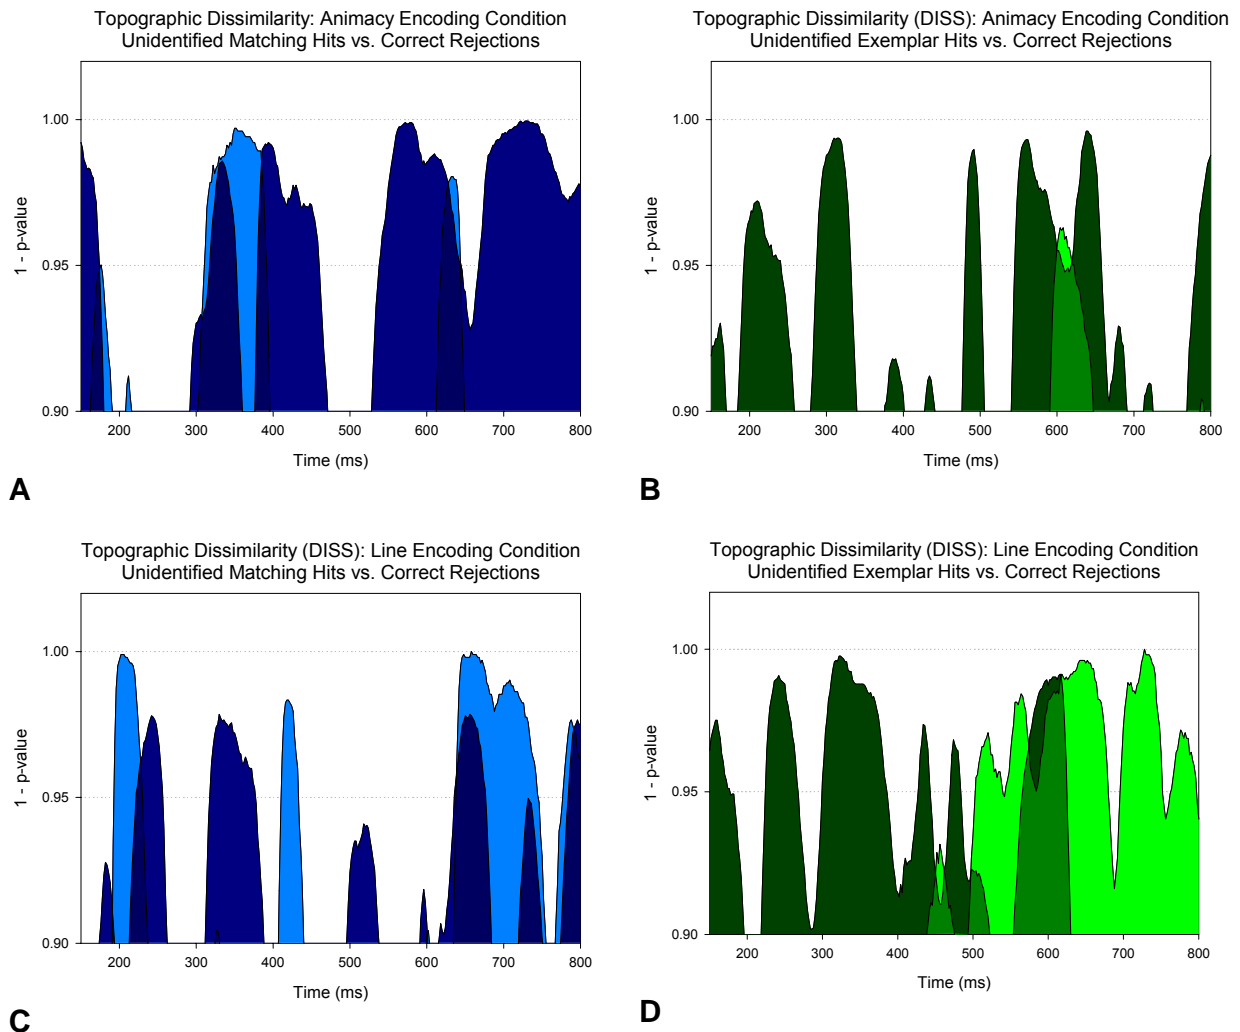 Topographic Dissimilarity: Animacy Encoding Condition
Unidentified Matching Hits vs. Correct Rejections
1.00
0.95
0.90
1 - p-value
200 300 400 500 600 700 800
Time (ms)
A
Topographic Dissimilarity (DISS): Animacy Encoding Condition
Unidentified Exemplar Hits vs. Correct Rejections
1.00
0.95
0.90
1 - p-value
200 300 400 500 600 700 800
Time (ms)
B
Topographic Dissimilarity (DISS): Line Encoding Condition
Unidentified Matching Hits vs. Correct Rejections
1.00
0.95
0.90
1 - p-value
200 300 400 500 600 700 800
Time (ms)
C
Topographic Dissimilarity (DISS): Line Encoding Condition
Unidentified Exemplar Hits vs. Correct Rejections
1.00
0.95
0.90
1 - p-value
200 300 400 500 600 700 800
Time (ms)
D